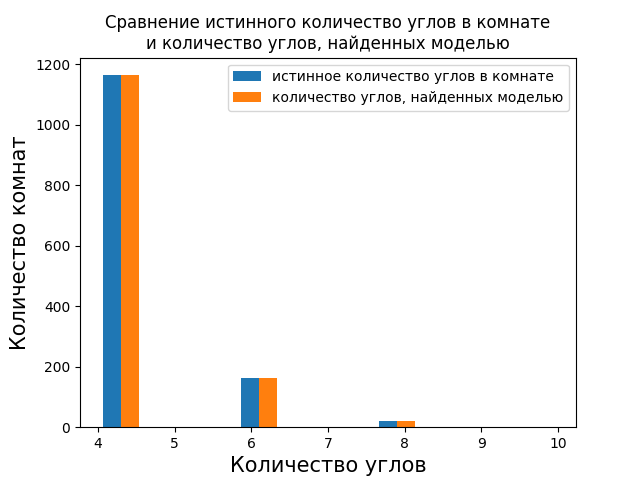 Сравнение истинного количество углов в комнате
и количество углов, найденных моделью
истинное количество углов в комнате
количество углов, найденных моделью
Количество комнат
1200
1000
800
600
400
200
0
4 5 6 7 8 9 10
Количество углов